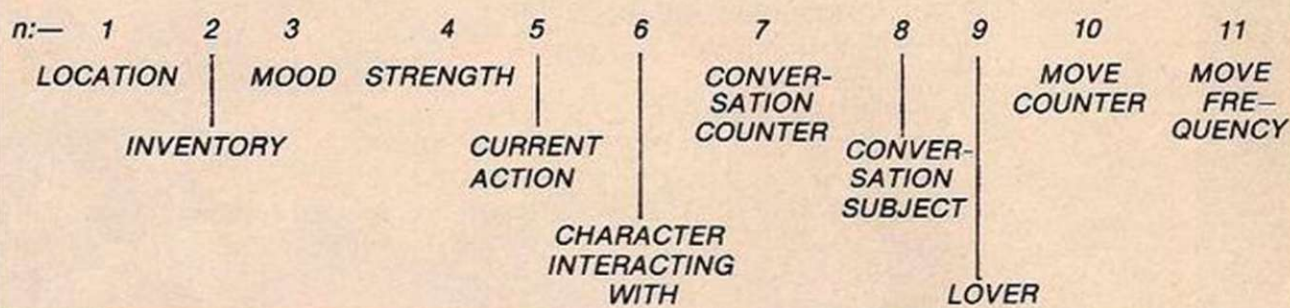 n:— 1 2 3 4 5 6 7 8 9 10 11
LOCATION
INVENTORY
MOOD
STRENGTH
CURRENT
ACTION
CHARACTER
INTERACTING
WITH
CONVER-
SATION
COUNTER
CONVER-
SATION
SUBJECT
LOVER
MOVE
COUNTER
MOVE
FRE—
QUENCY